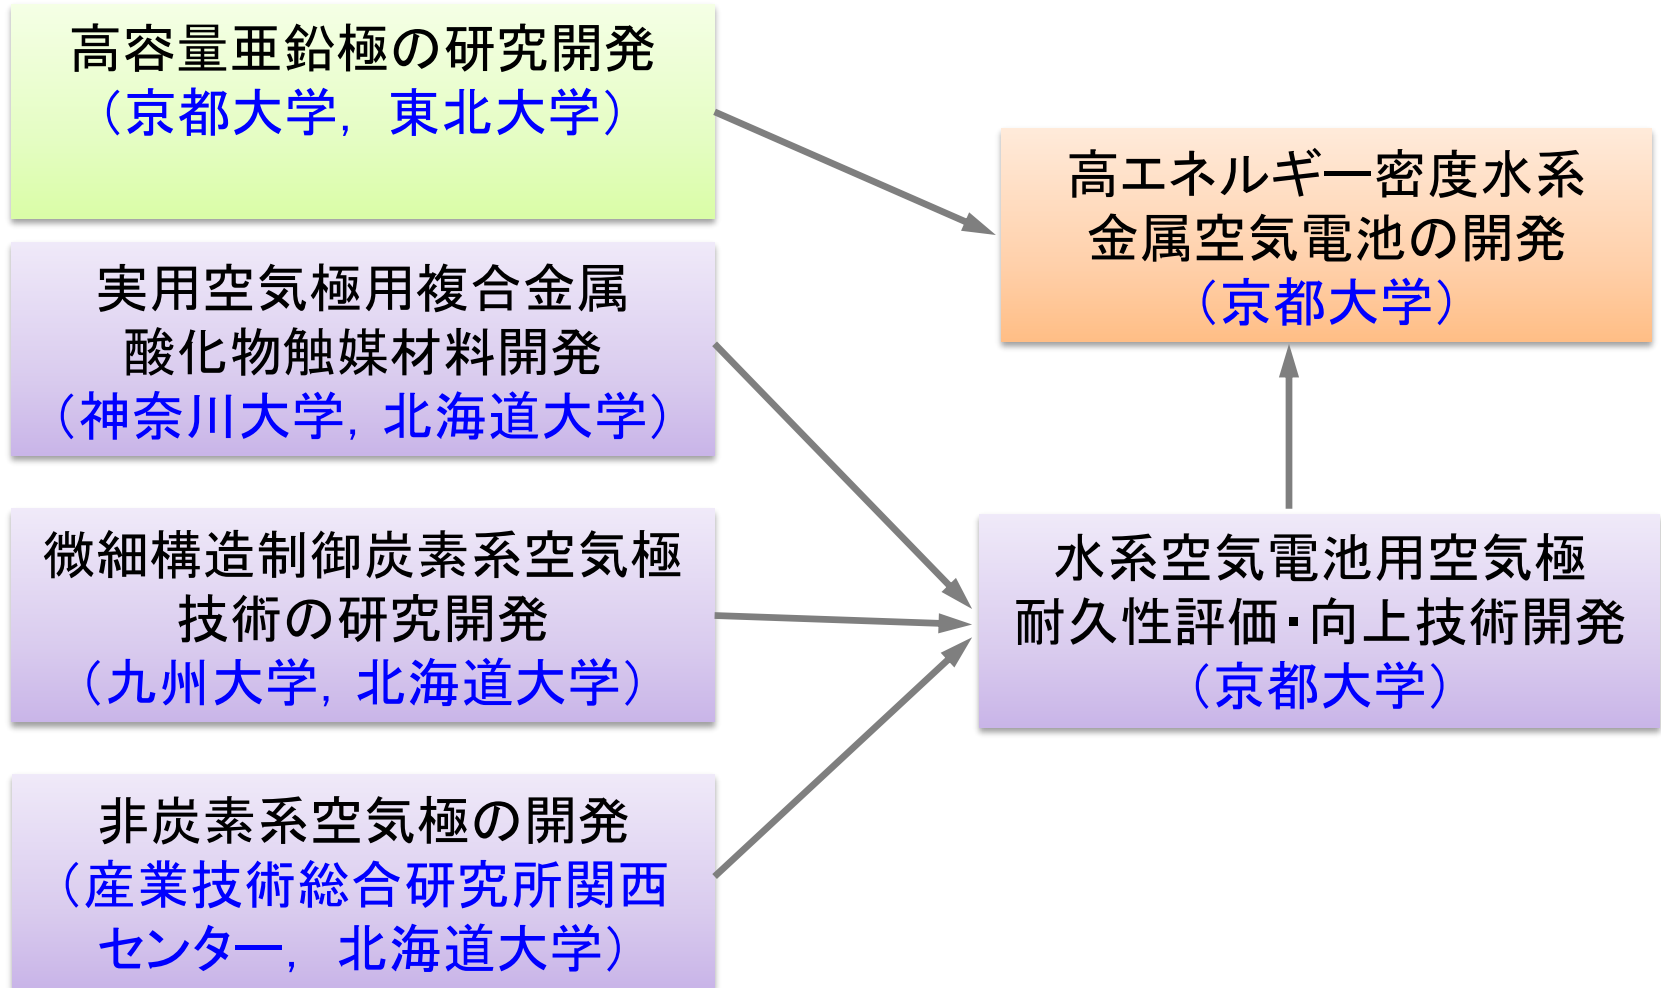 高容量亜鉛極の研究開発
（京都大学，東北大学）
実用空気極用複合金属
酸化物触媒材料開発
（神奈川大学，北海道大学）
微細構造制御炭素系空気極
技術の研究開発
（九州大学，北海道大学）
非炭素系空気極の開発
（産業技術総合研究所関西
センター，北海道大学）
高エネルギー密度水系
金属空気電池の開発
（京都大学）
水系空気電池用空気極
耐久性評価・向上技術開発
（京都大学）